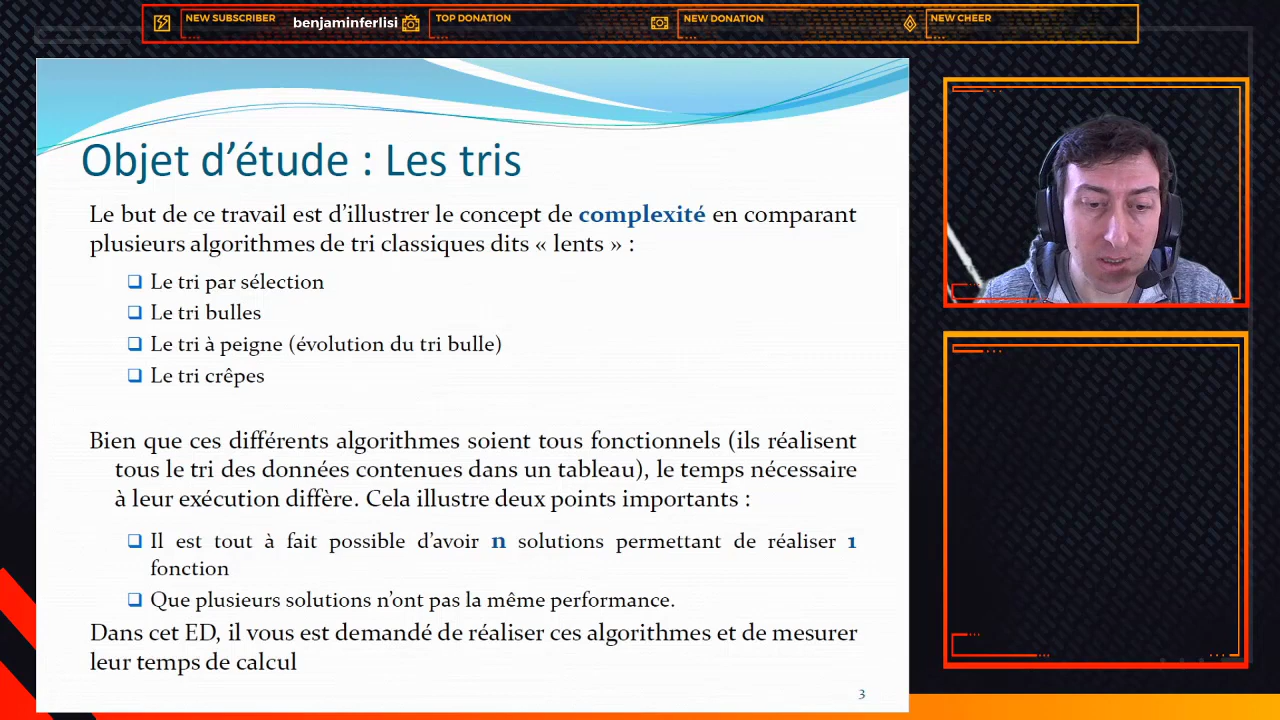 NEW SUBSCRIBER
benjaminferlisi
TOP DONATION
NEW DONATION
NEW CHEER
Objet d’étude : Les tris
Le but de ce travail est d’illustrer le concept de complexité en comparant
plusieurs algorithmes de tri classiques dits « lents » :
Le tri par sélection
Le tri bulles
Le tri à peigne (évolution du tri bulle)
Le tri crêpes
Bien que ces différents algorithmes soient tous fonctionnels (ils réalisent
tous le tri des données contenues dans un tableau), le temps nécessaire
à leur exécution diffère. Cela illustre deux points importants :
Il est tout à fait possible d’avoir n solutions permettant de réaliser 1
fonction
Que plusieurs solutions n’ont pas la même performance.
Dans cet ED, il vous est demandé de réaliser ces algorithmes et de mesurer
leur temps de calcul
3